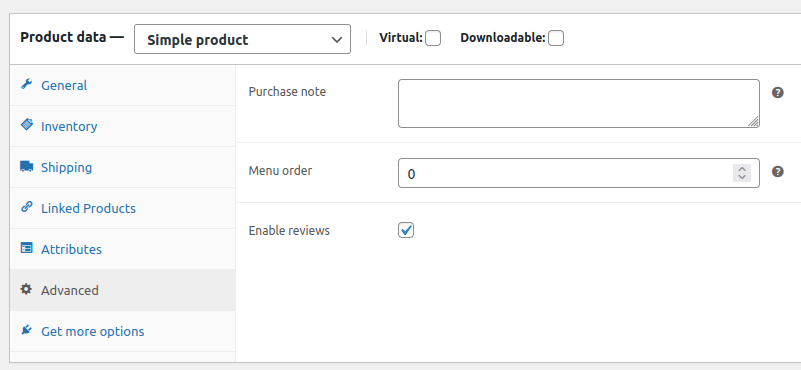 Product data — Simple product Virtual: Downloadable:
General
Inventory
Shipping
Linked Products
Attributes
Advanced
Get more options
Purchase note
Menu order 0
Enable reviews